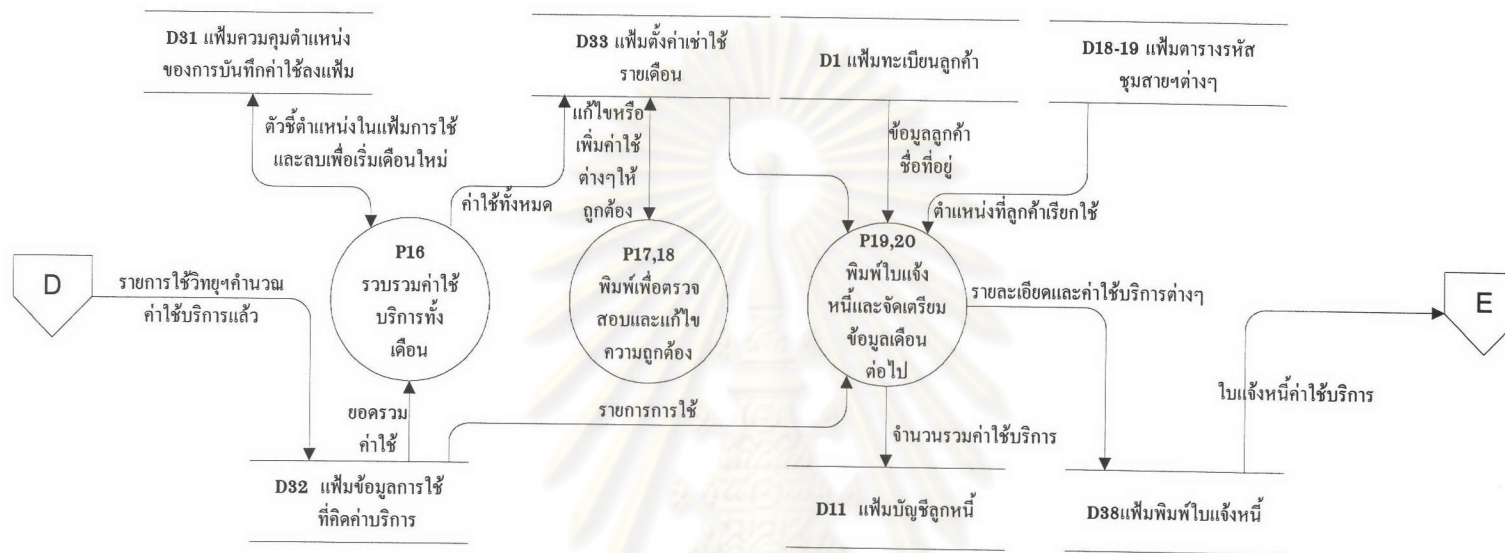 D31 แฟ้มควมคุมตำแหน่ง
ของการบันทึกค่าใช้ลงแฟ้ม
D33 แฟ้มตั้งค่าเช่าใช้
รายเดือน
D1 แฟ้มทะเบียนลูกค้า
D18-19 แฟ้มตารางรหัส
ชุมสายฯต่างๆ
ตัวชี้ตำแหน่งในแฟ้มการใช้
และลบเพื่อเริ่มเดือนใหม่
ค่าใช้ทั้งหมด
แก้ไขหรือ
เพิ่มค่าใช้
ต่างๆให้
ถูกต้อง
ข้อมูลลูกค้า
ชื่อที่อยู่
ตำแหน่งที่ลูกค้าเรียกใช้
D
รายการใช้วิทยุฯคำนวณ
ค่าใช้บริการแล้ว
P16
รวบรวมค่าใช้
บริการทั้ง
เดือน
P17,18
พิมพ์เพื่อตรวจ
สอบและแก้ไข
ความถูกต้อง
P19,20
พิมพ์ใบแจ้ง
หนี้และจัดเตรียม
ข้อมูลเดือน
ต่อไป
รายละเอียดและค่าใช้บริการต่างๆ
E
ยอดรวม
ค่าใช้
รายการการใช้
จำนวนรวมค่าใช้บริการ
ใบแจ้งหนี้ค่าใช้บริการ
D32 แฟ้มข้อมูลการใช้
ที่คิดค่าบริการ
D11 แฟ้มบัญชีลูกหนี้
D38แฟ้มพิมพ์ใบแจ้งหนี้